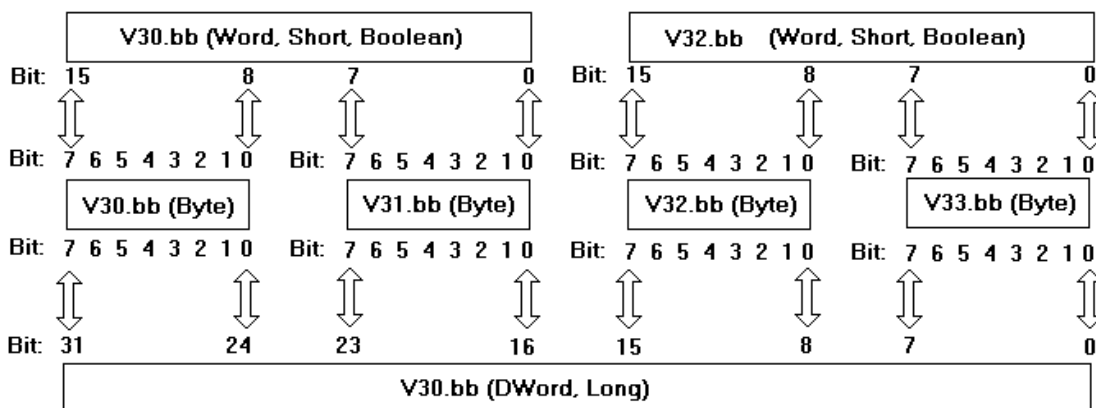 V30.bb (Word, Short, Boolean) V32.bb (Word, Short, Boolean)
Bit: 15 8 7 0 15 8 7 0
Bit: 7 6 5 4 3 2 1 0 Bit: 7 6 5 4 3 2 1 0 Bit: 7 6 5 4 3 2 1 0 Bit: 7 6 5 4 3 2 1 0
V30.bb (Byte) V31.bb (Byte) V32.bb (Byte) V33.bb (Byte)
Bit: 7 6 5 4 3 2 1 0 Bit: 7 6 5 4 3 2 1 0 Bit: 7 6 5 4 3 2 1 0 Bit: 7 6 5 4 3 2 1 0
Bit: 31 24 23 16 15 8 7 0
V30.bb (DWord, Long)